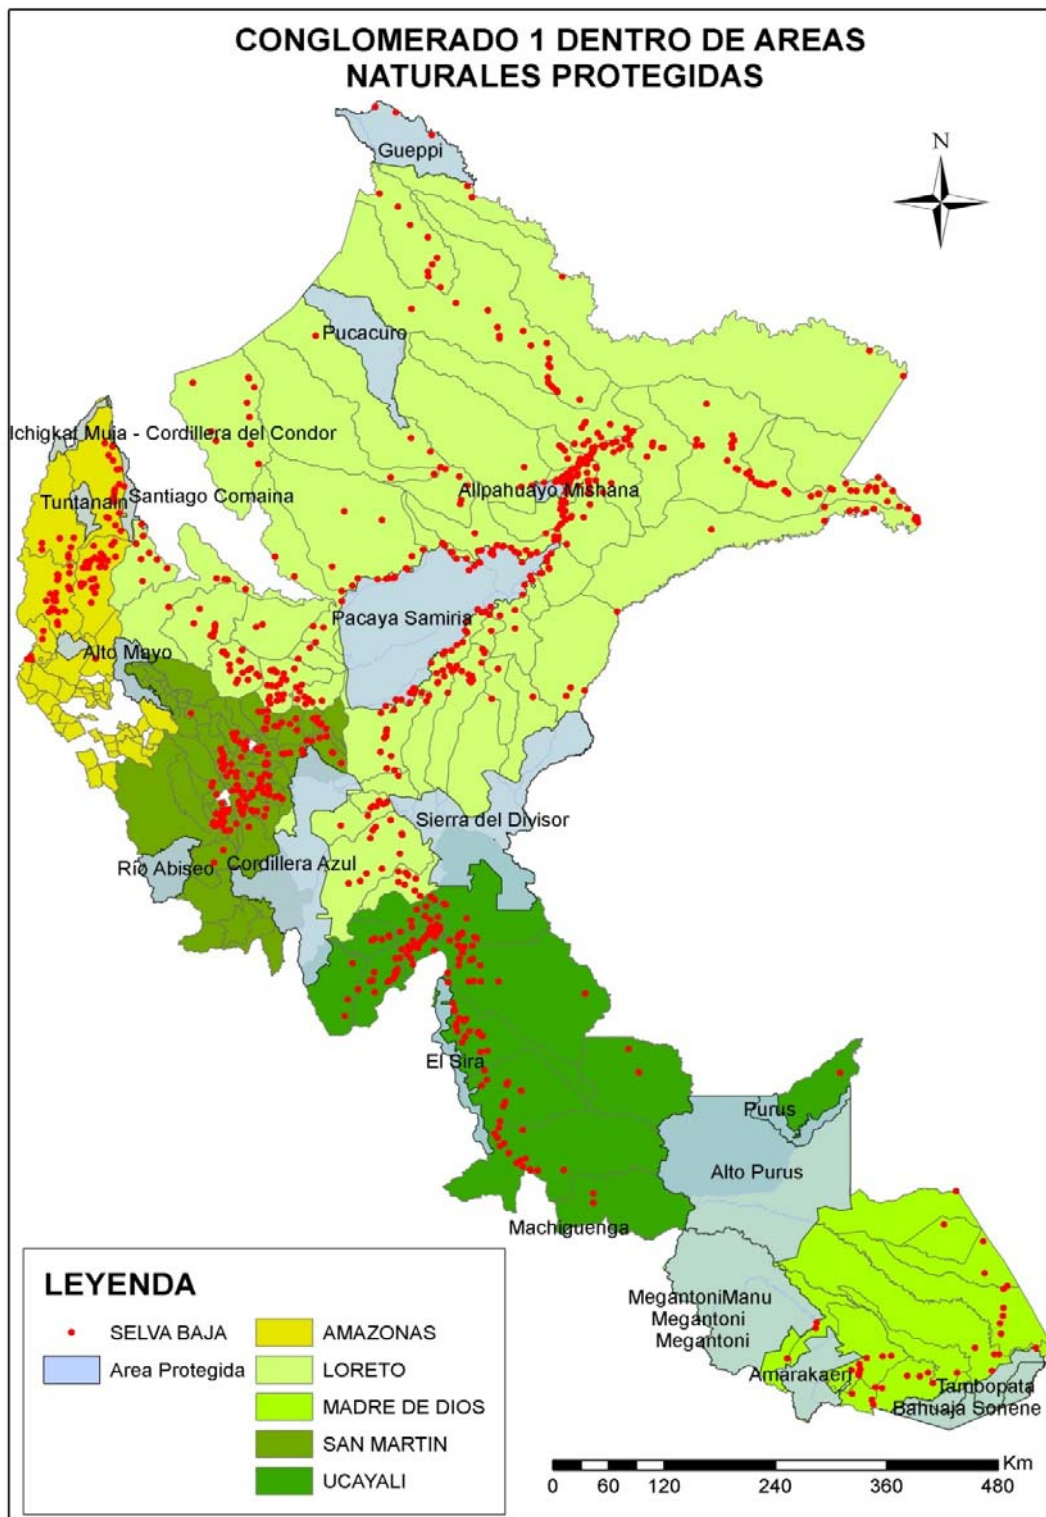 CONGLOMERADO 1 DENTRO DE AREAS
NATURALES PROTEGIDAS
N
Gueppi
Pucacuro
Ichigkat Muja - Cordillera del Condor
Allpahuayo Mishana
Tuntanain
Santiago Comaina
Pacaya Samiria
Alto Mayo
Sierra del Divisor
Río Abiseo
Cordillera Azul
El Sira
Purus
Alto Purus
Machiguenga
MegantoniManu
Megantoni
Megantoni
Amarakaeri
Tambopata
Bahuaja Sonene
LEYENDA
SELVA BAJA
Area Protegida
AMAZONAS
LORETO
MADRE DE DIOS
SAN MARTIN
UCAYALI
Km
0 60 120 240 360 480